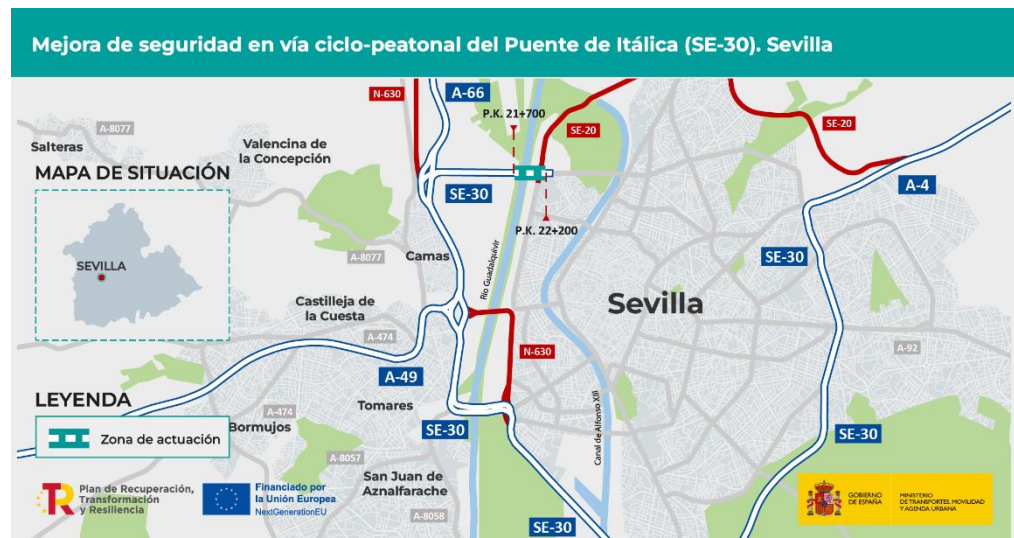 Mejora de seguridad en vía ciclo-peatonal del Puente de Itálica (SE-30). Sevilla
N-630
A-66
P.K. 21+700
SE-20
SE-20
A-8077
Salteras
Valencina de
la Concepción
MAPA DE SITUACIÓN
SE-30
A-4
P.K. 22+200
SEVILLA
A-8077
Camas
Río Guadalquivir
SE-30
Castilleja de
la Cuesta
Sevilla
A-474
N-630
A-92
A-49
LEYENDA
Zona de actuación
A-474
Bormujos
Tomares
SE-30
Canal de Alfonso XIII
SE-30
A-8057
San Juan de
Aznalfarache
A-8058
SE-30
Plan de Recuperación,
Transformación
y Resiliencia
Financiado por
la Unión Europea
NextGenerationEU
GOBIERNO
DE ESPAÑA
MINISTERIO
DE TRANSPORTES, MOVILIDAD
Y AGENDA URBANA